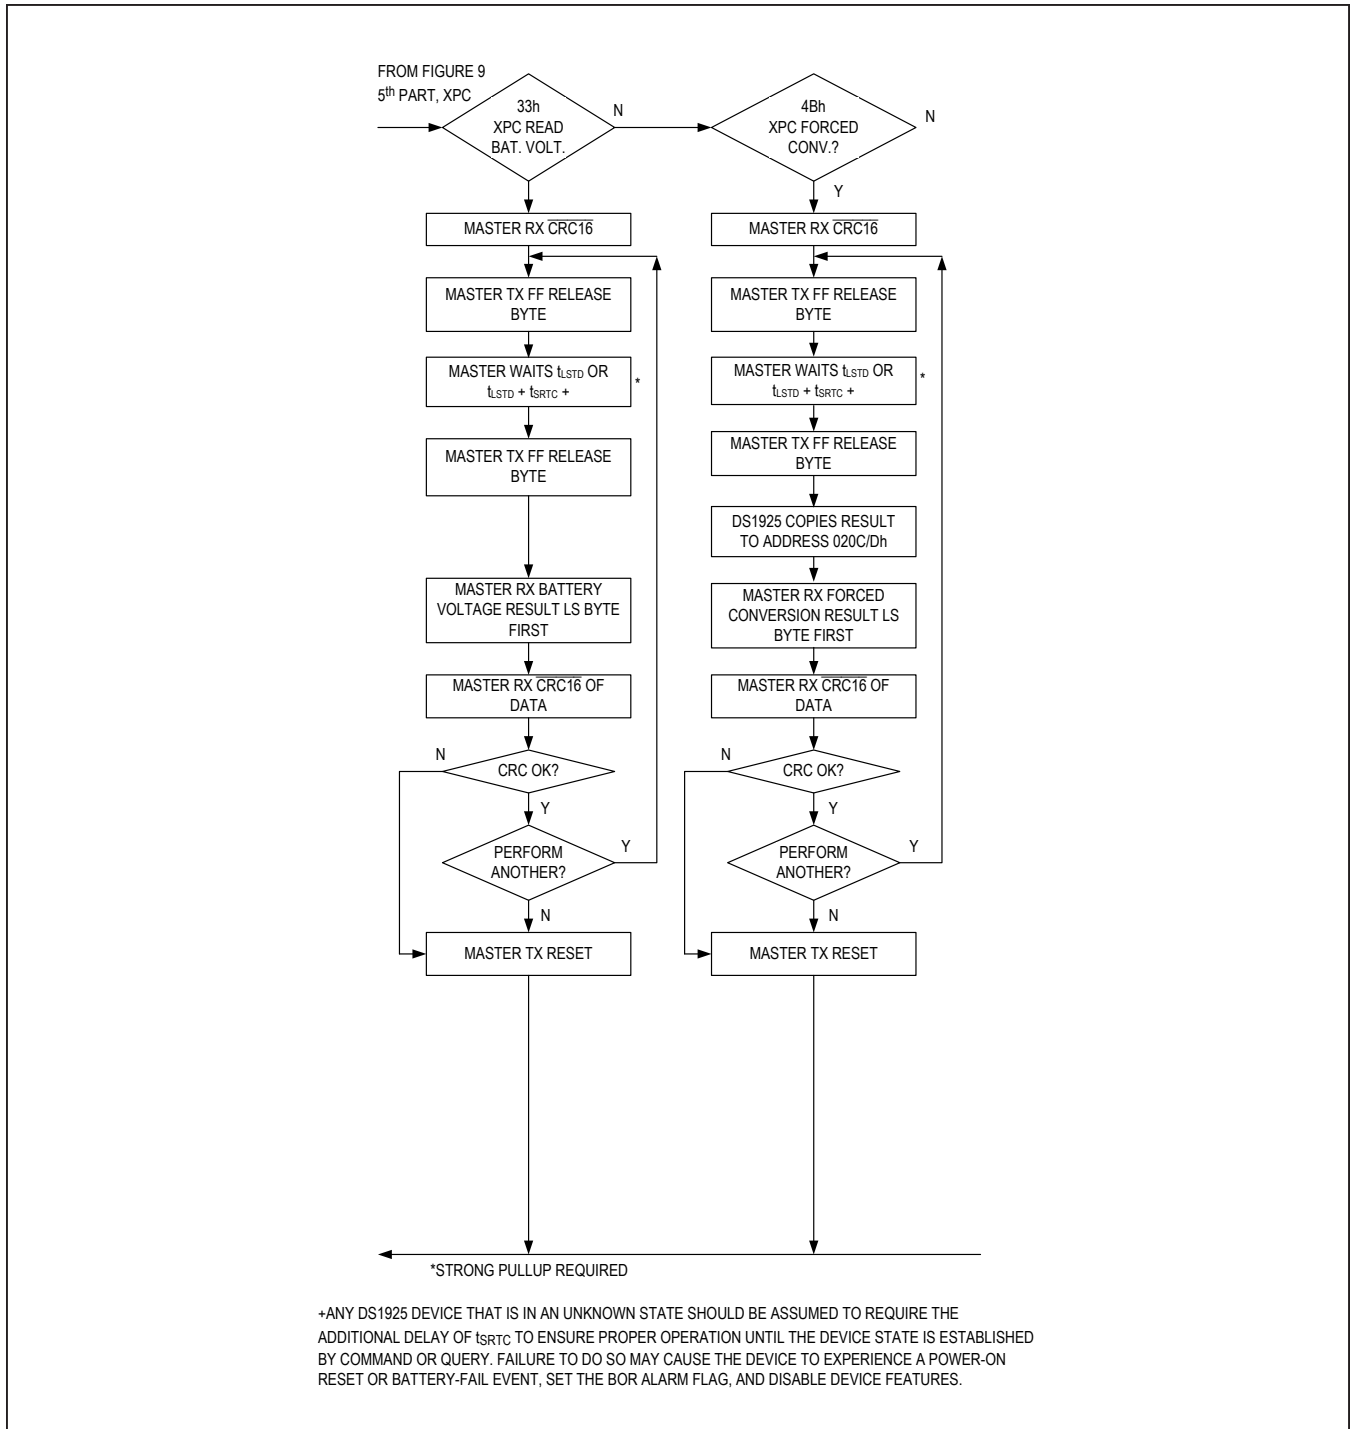 FROM FIGURE 9
5th PART, XPC
33h
XPC READ
BAT. VOLT.
N
4Bh
XPC FORCED
CONV.?
N
Y
MASTER RX CRC16
MASTER TX FF RELEASE
BYTE
MASTER WAITS tLSTD OR
tLSTD + tSRTC +
*
MASTER TX FF RELEASE
BYTE
MASTER RX BATTERY
VOLTAGE RESULT LS BYTE
FIRST
MASTER RX CRC16 OF
DATA
N
CRC OK?
Y
PERFORM
ANOTHER?
Y
N
MASTER TX RESET
MASTER RX CRC16
MASTER TX FF RELEASE
BYTE
MASTER WAITS tLSTD OR
tLSTD + tSRTC +
*
MASTER TX FF RELEASE
BYTE
DS1925 COPIES RESULT
TO ADDRESS 020C/Dh
MASTER RX FORCED
CONVERSION RESULT LS
BYTE FIRST
MASTER RX CRC16 OF
DATA
N
CRC OK?
Y
PERFORM
ANOTHER?
Y
N
MASTER TX RESET
*STRONG PULLUP REQUIRED
+ANY DS1925 DEVICE THAT IS IN AN UNKNOWN STATE SHOULD BE ASSUMED TO REQUIRE THE
ADDITIONAL DELAY OF tSRTC TO ENSURE PROPER OPERATION UNTIL THE DEVICE STATE IS ESTABLISHED
BY COMMAND OR QUERY. FAILURE TO DO SO MAY CAUSE THE DEVICE TO EXPERIENCE A POWER-ON
RESET OR BATTERY-FAIL EVENT, SET THE BOR ALARM FLAG, AND DISABLE DEVICE FEATURES.